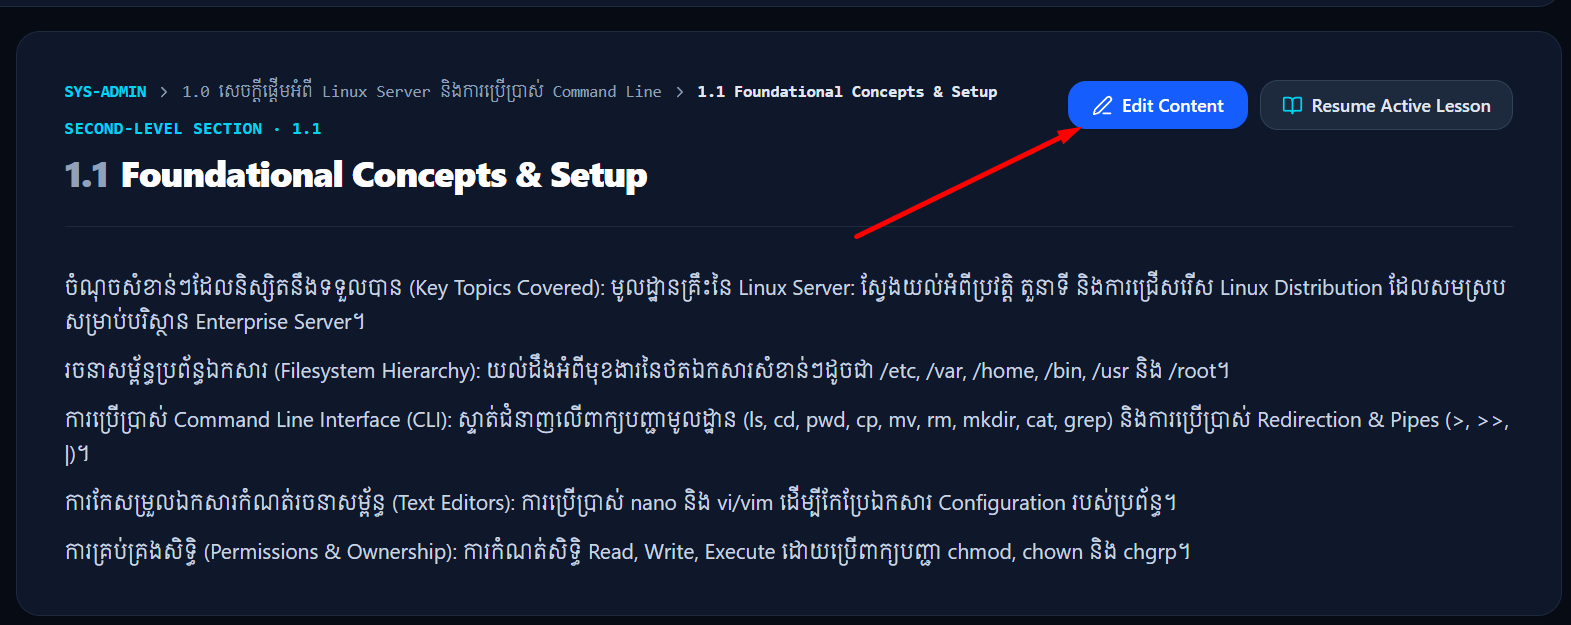 SYS-ADMIN > 1.0 សេចក្តីផ្តើមអំពី Linux Server និងការប្រើប្រាស់ Command Line > 1.1 Foundational Concepts & Setup
Edit Content
Resume Active Lesson
SECOND-LEVEL SECTION · 1.1
1.1 Foundational Concepts & Setup
ចំណុចសំខាន់ៗដែលនិស្សិតនឹងទទួលបាន (Key Topics Covered): មូលដ្ឋានគ្រឹះនៃ Linux Server: ស្វែងយល់អំពីប្រវត្តិ តួនាទី និងការជ្រើសរើស Linux Distribution ដែលសមស្រប
សម្រាប់បរិស្ថាន Enterprise Server។
រចនាសម្ព័ន្ធប្រព័ន្ធឯកសារ (Filesystem Hierarchy): យល់ដឹងអំពីមុខងារនៃថតឯកសារសំខាន់ៗដូចជា /etc, /var, /home, /bin, /usr និង /root។
ការប្រើប្រាស់ Command Line Interface (CLI): ស្ទាត់ជំនាញលើពាក្យបញ្ជាមូលដ្ឋាន (ls, cd, pwd, cp, mv, rm, mkdir, cat, grep) និងការប្រើប្រាស់ Redirection & Pipes (>, >>,
|)។
ការកែសម្រួលឯកសារកំណត់រចនាសម្ព័ន្ធ (Text Editors): ការប្រើប្រាស់ nano និង vi/vim ដើម្បីកែប្រែឯកសារ Configuration របស់ប្រព័ន្ធ។
ការគ្រប់គ្រងសិទ្ធិ (Permissions & Ownership): ការកំណត់សិទ្ធិ Read, Write, Execute ដោយប្រើពាក្យបញ្ជា chmod, chown និង chgrp។